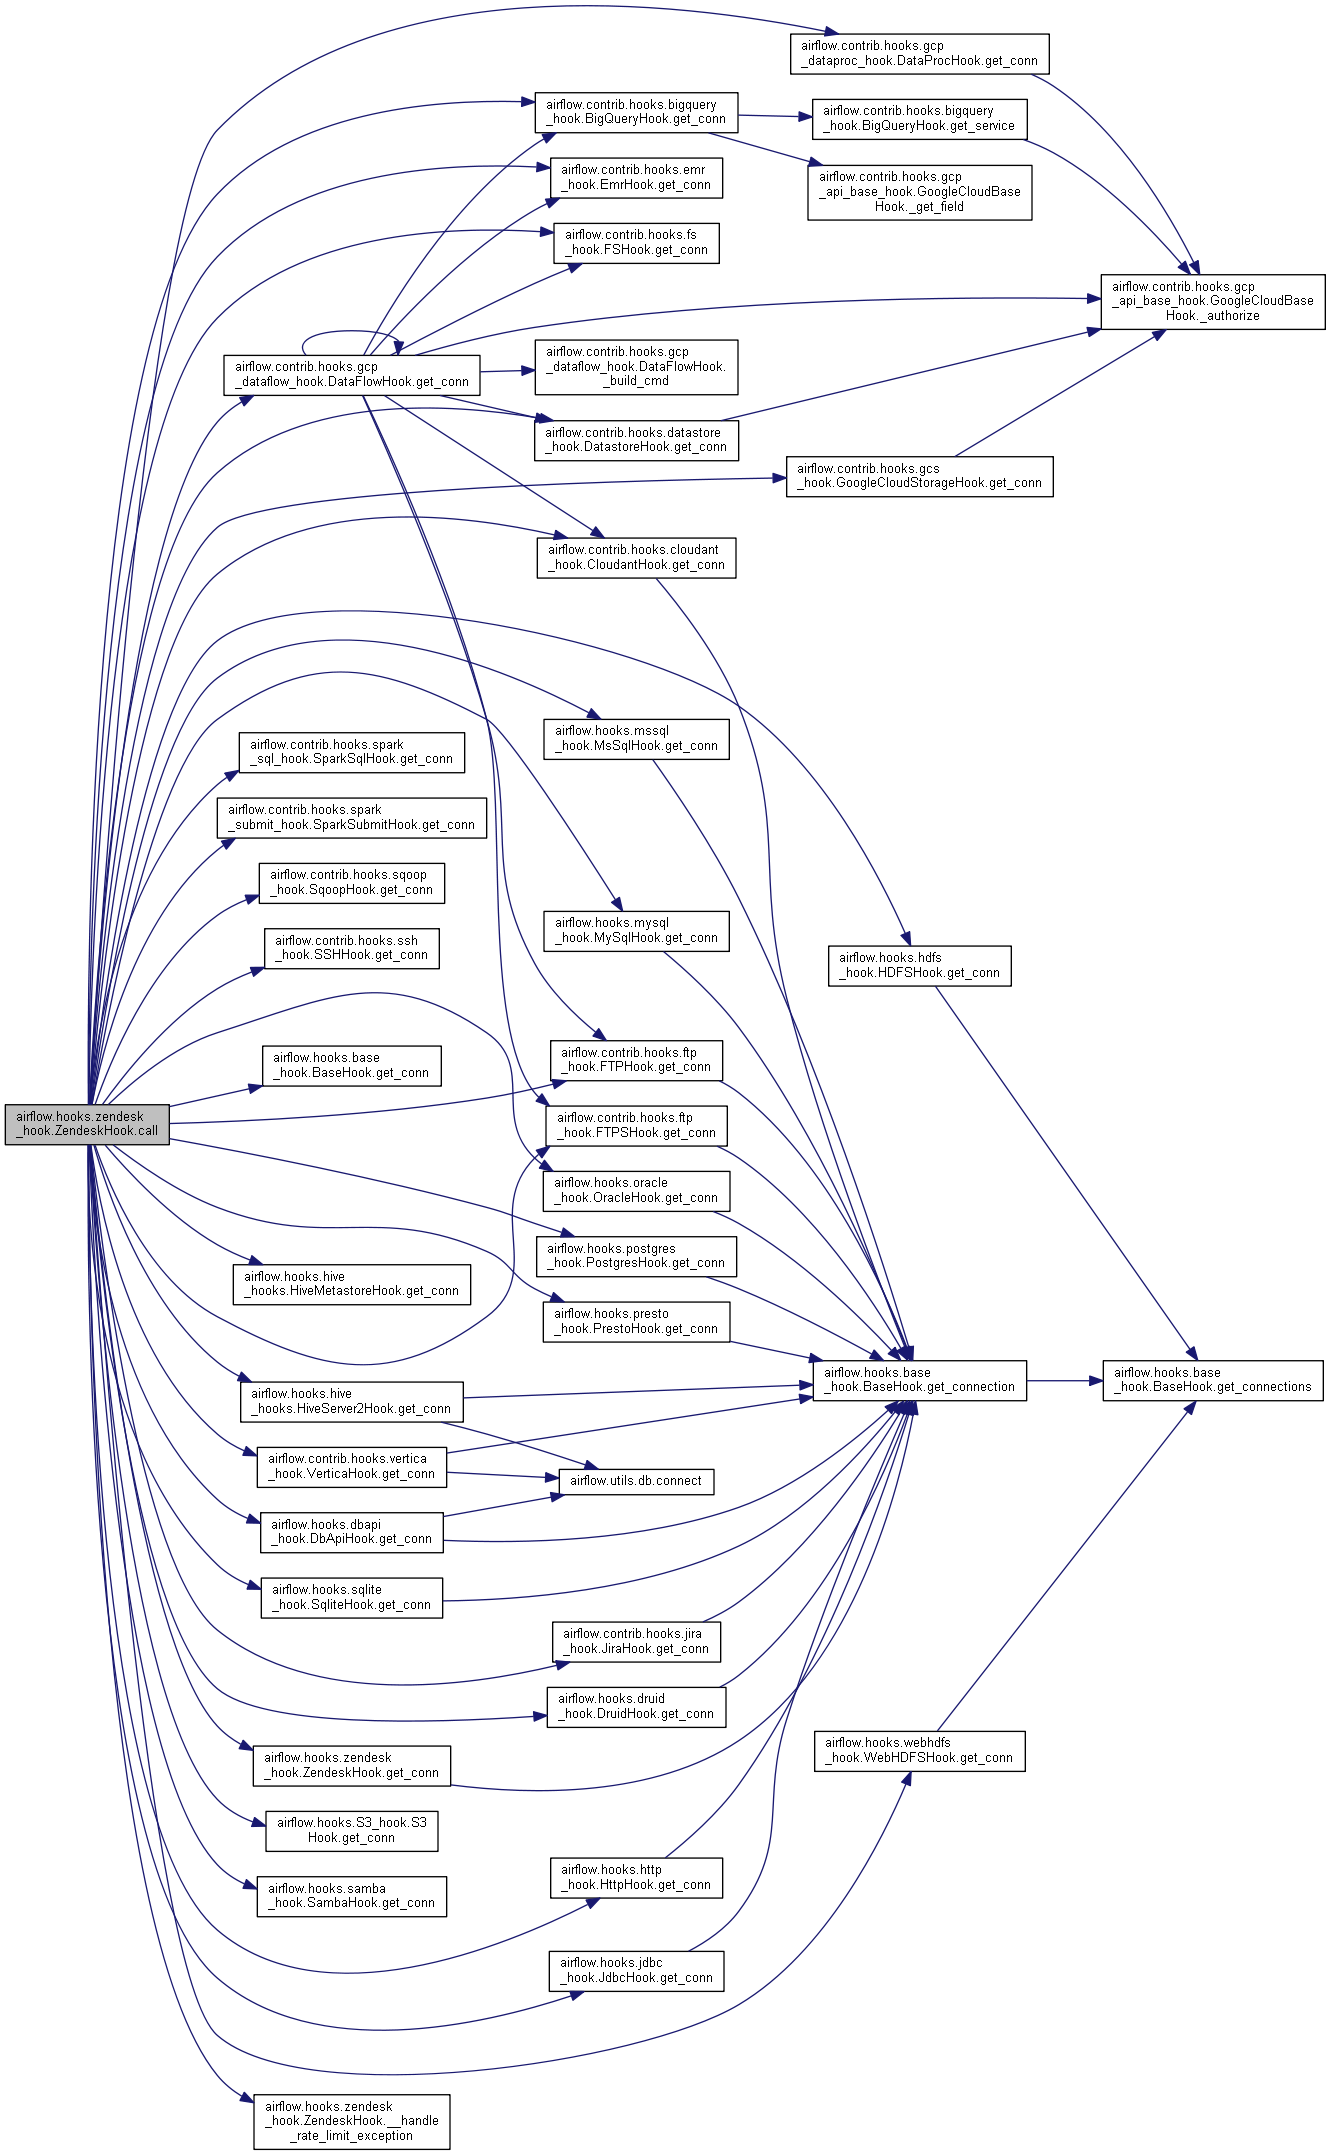 airflow.contrib.hooks.gcp
_dataproc_hook.DataProcHook.get_conn
airflow.contrib.hooks.bigquery
_hook.BigQueryHook.get_conn
airflow.contrib.hooks.bigquery
_hook.BigQueryHook.get_service
airflow.contrib.hooks.emr
_hook.EmrHook.get_conn
airflow.contrib.hooks.gcp
_api_base_hook.GoogleCloudBase
Hook._get_field
airflow.contrib.hooks.fs
_hook.FSHook.get_conn
airflow.contrib.hooks.gcp
_api_base_hook.GoogleCloudBase
Hook._authorize
airflow.contrib.hooks.gcp
_dataflow_hook.DataFlowHook.get_conn
airflow.contrib.hooks.gcp
_dataflow_hook.DataFlowHook.
_build_cmd
airflow.contrib.hooks.datastore
_hook.DatastoreHook.get_conn
airflow.contrib.hooks.gcs
_hook.GoogleCloudStorageHook.get_conn
airflow.contrib.hooks.cloudant
_hook.CloudantHook.get_conn
airflow.hooks.mssql
_hook.MsSqlHook.get_conn
airflow.contrib.hooks.spark
_sql_hook.SparkSqlHook.get_conn
airflow.contrib.hooks.spark
_submit_hook.SparkSubmitHook.get_conn
airflow.contrib.hooks.sqoop
_hook.SqoopHook.get_conn
airflow.hooks.mysql
_hook.MySqlHook.get_conn
airflow.contrib.hooks.ssh
_hook.SSHHook.get_conn
airflow.hooks.hdfs
_hook.HDFSHook.get_conn
airflow.hooks.base
_hook.BaseHook.get_conn
airflow.contrib.hooks.ftp
_hook.FTPHook.get_conn
airflow.hooks.zendesk
_hook.ZendeskHook.call
airflow.contrib.hooks.ftp
_hook.FTPSHook.get_conn
airflow.hooks.oracle
_hook.OracleHook.get_conn
airflow.hooks.postgres
_hook.PostgresHook.get_conn
airflow.hooks.hive
_hooks.HiveMetastoreHook.get_conn
airflow.hooks.presto
_hook.PrestoHook.get_conn
airflow.hooks.base
_hook.BaseHook.get_connection
airflow.hooks.base
_hook.BaseHook.get_connections
airflow.hooks.hive
_hooks.HiveServer2Hook.get_conn
airflow.contrib.hooks.vertica
_hook.VerticaHook.get_conn
airflow.utils.db.connect
airflow.hooks.dbapi
_hook.DbApiHook.get_conn
airflow.hooks.sqlite
_hook.SqliteHook.get_conn
airflow.contrib.hooks.jira
_hook.JiraHook.get_conn
airflow.hooks.druid
_hook.DruidHook.get_conn
airflow.hooks.webhdfs
_hook.WebHDFSHook.get_conn
airflow.hooks.zendesk
_hook.ZendeskHook.get_conn
airflow.hooks.S3_hook.S3
Hook.get_conn
airflow.hooks.http
_hook.HttpHook.get_conn
airflow.hooks.samba
_hook.SambaHook.get_conn
airflow.hooks.jdbc
_hook.JdbcHook.get_conn
airflow.hooks.zendesk
_hook.ZendeskHook.__handle
_rate_limit_exception